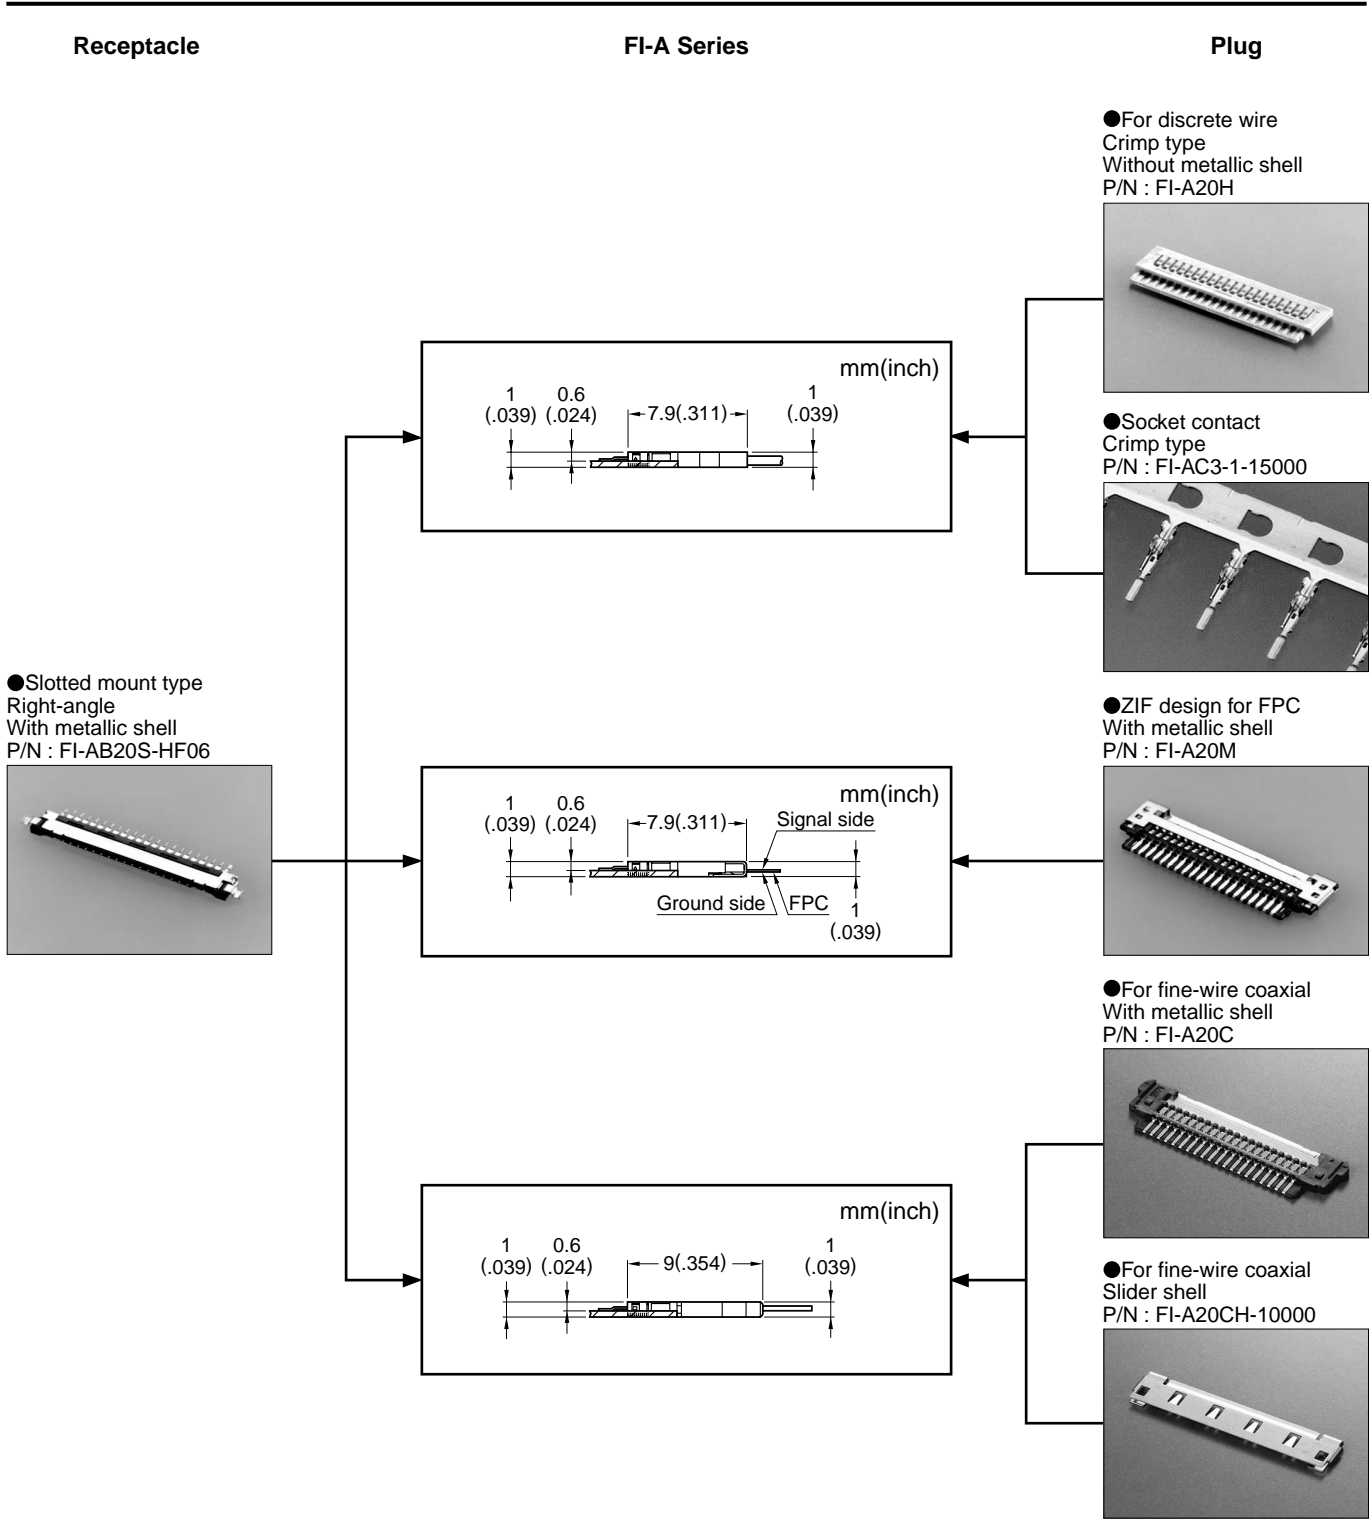 Receptacle
FI-A Series
Plug
●For discrete wire
Crimp type
Without metallic shell
P/N : FI-A20H
mm(inch)
1
(.039)
0.6
(.024)
7.9(.311)
1
(.039)
●Socket contact
Crimp type
P/N : FI-AC3-1-15000
●Slotted mount type
Right-angle
With metallic shell
P/N : FI-AB20S-HF06
mm(inch)
1
(.039)
0.6
(.024)
7.9(.311)
Signal side
Ground side
FPC
1
(.039)
●ZIF design for FPC
With metallic shell
P/N : FI-A20M
●For fine-wire coaxial
With metallic shell
P/N : FI-A20C
mm(inch)
1
(.039)
0.6
(.024)
9(.354)
1
(.039)
●For fine-wire coaxial
Slider shell
P/N : FI-A20CH-10000